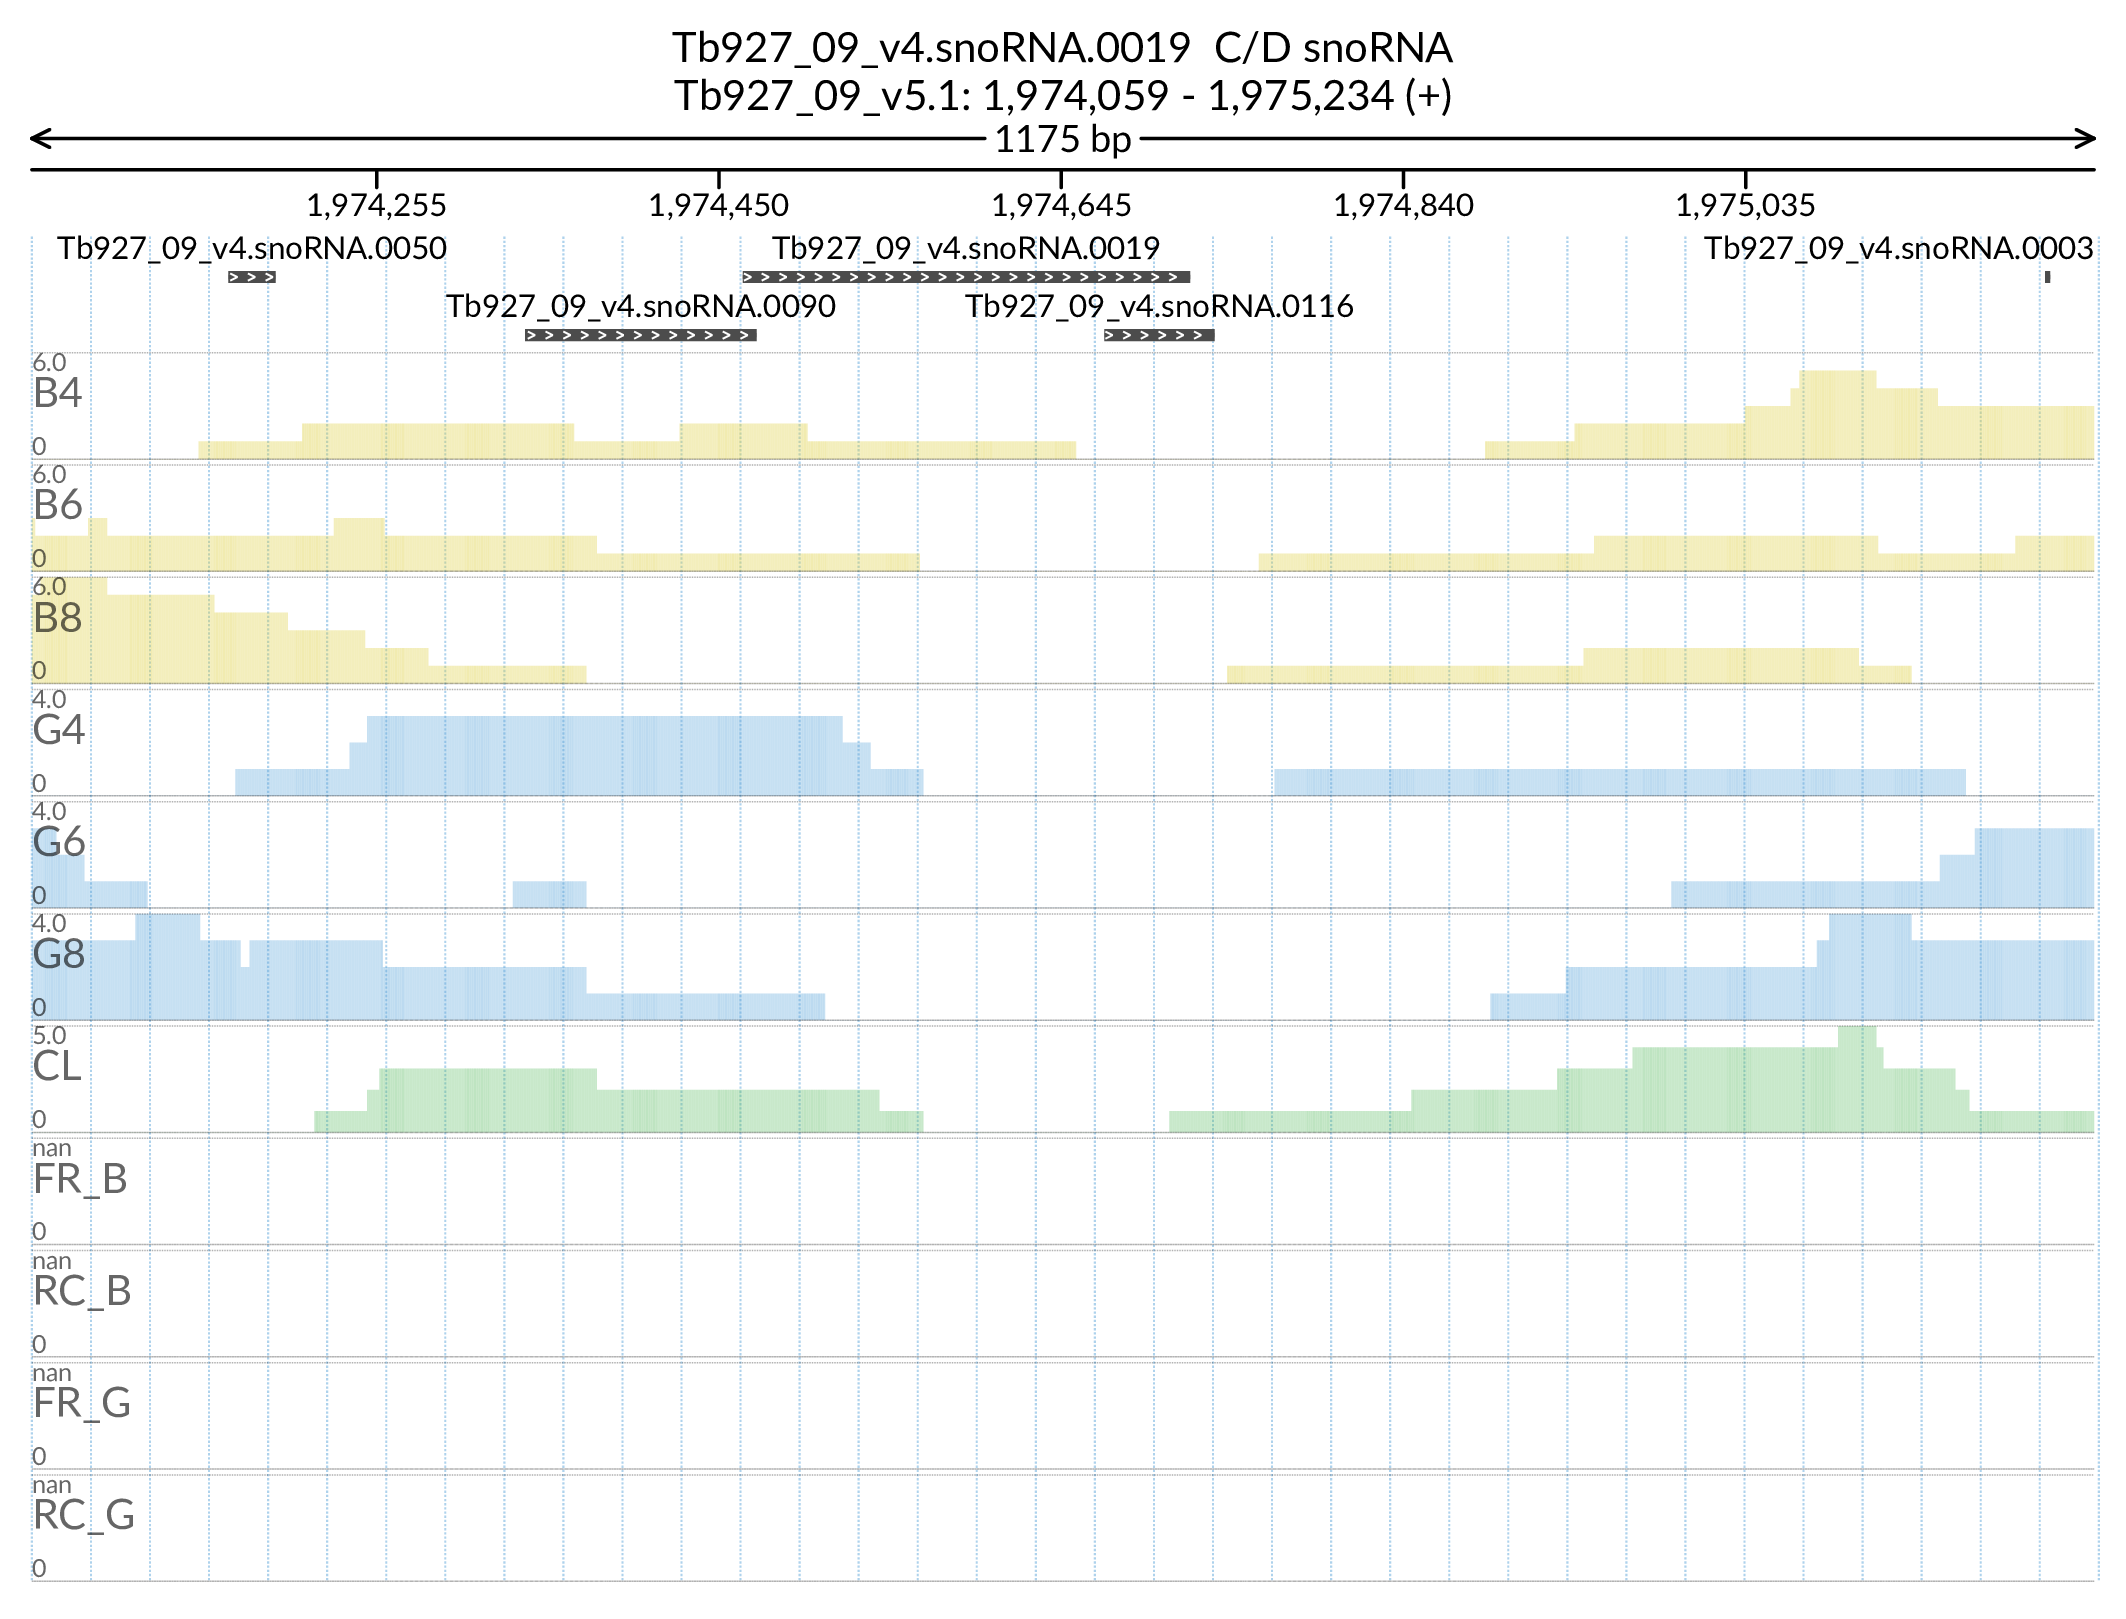 Tb927_09_v4.snoRNA.0019  C/D snoRNA
Tb927_09_v5.1: 1,974,059 - 1,975,234 (+)
1175 bp
1,974,255 1,974,450 1,974,645 1,974,840 1,975,035
Tb927_09_v4.snoRNA.0050 Tb927_09_v4.snoRNA.0019 Tb927_09_v4.snoRNA.0003
Tb927_09_v4.snoRNA.0090 Tb927_09_v4.snoRNA.0116
6.0
B4
0
6.0
B6
0
6.0
B8
0
4.0
G4
0
4.0
G6
0
4.0
G8
0
5.0
CL
0
nan
FR_B
0
nan
RC_B
0
nan
FR_G
0
nan
RC_G
0